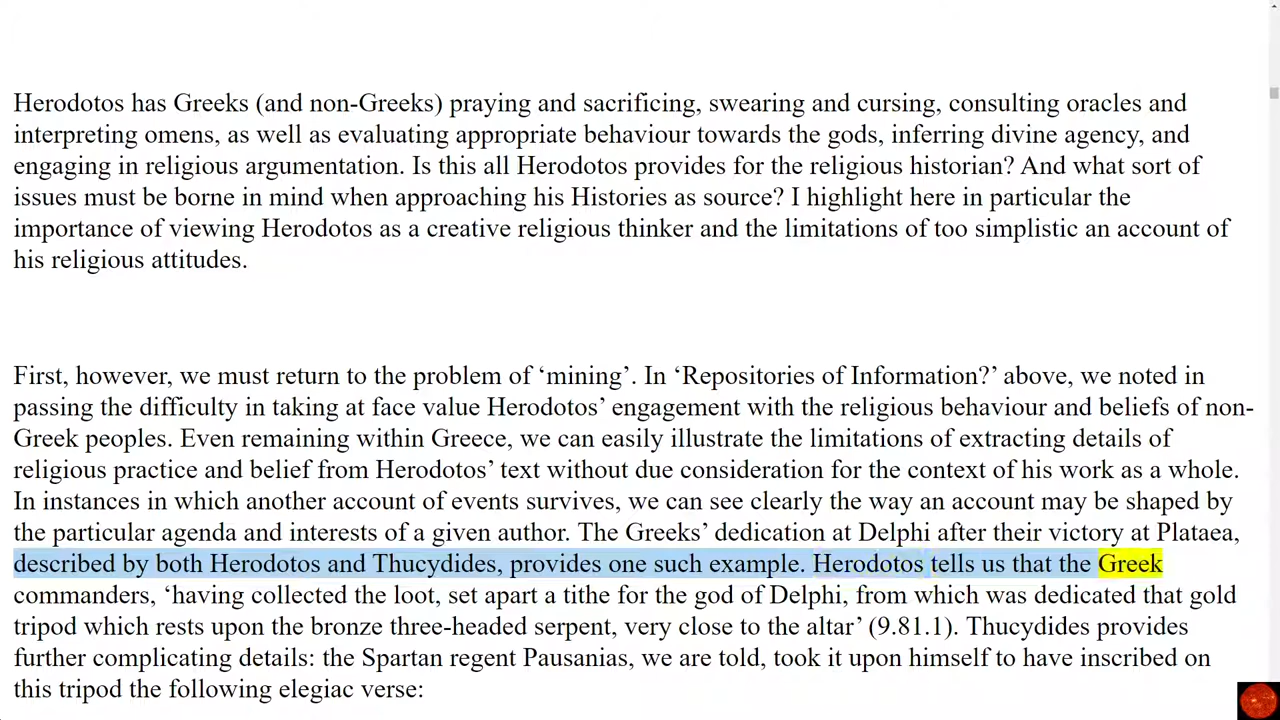 Herodotos has Greeks (and non-Greeks) praying and sacrificing, swearing and cursing, consulting oracles and
interpreting omens, as well as evaluating appropriate behaviour towards the gods, inferring divine agency, and
engaging in religious argumentation. Is this all Herodotos provides for the religious historian? And what sort of
issues must be borne in mind when approaching his Histories as source? I highlight here in particular the
importance of viewing Herodotos as a creative religious thinker and the limitations of too simplistic an account of
his religious attitudes.
First, however, we must return to the problem of ‘mining’. In ‘Repositories of Information?’ above, we noted in
passing the difficulty in taking at face value Herodotos’ engagement with the religious behaviour and beliefs of non-
Greek peoples. Even remaining within Greece, we can easily illustrate the limitations of extracting details of
religious practice and belief from Herodotos’ text without due consideration for the context of his work as a whole.
In instances in which another account of events survives, we can see clearly the way an account may be shaped by
the particular agenda and interests of a given author. The Greeks’ dedication at Delphi after their victory at Plataea,
described by both Herodotos and Thucydides, provides one such example. Herodotos tells us that the Greek
commanders, ‘having collected the loot, set apart a tithe for the god of Delphi, from which was dedicated that gold
tripod which rests upon the bronze three-headed serpent, very close to the altar’ (9.81.1). Thucydides provides
further complicating details: the Spartan regent Pausanias, we are told, took it upon himself to have inscribed on
this tripod the following elegiac verse: